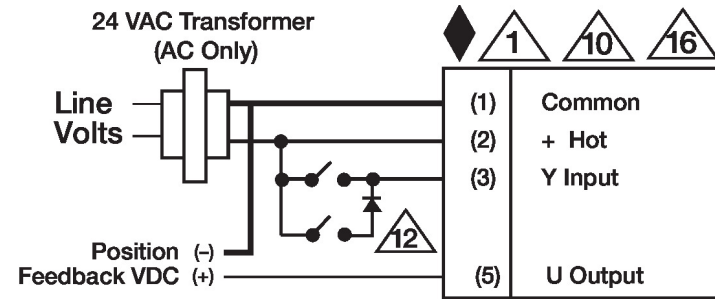 24 VAC Transformer
(AC Only)
1 10 16
Line
Volts
(1) Common
(2) + Hot
(3) Y Input
12
Position (–)
Feedback VDC (+)
(5) U Output